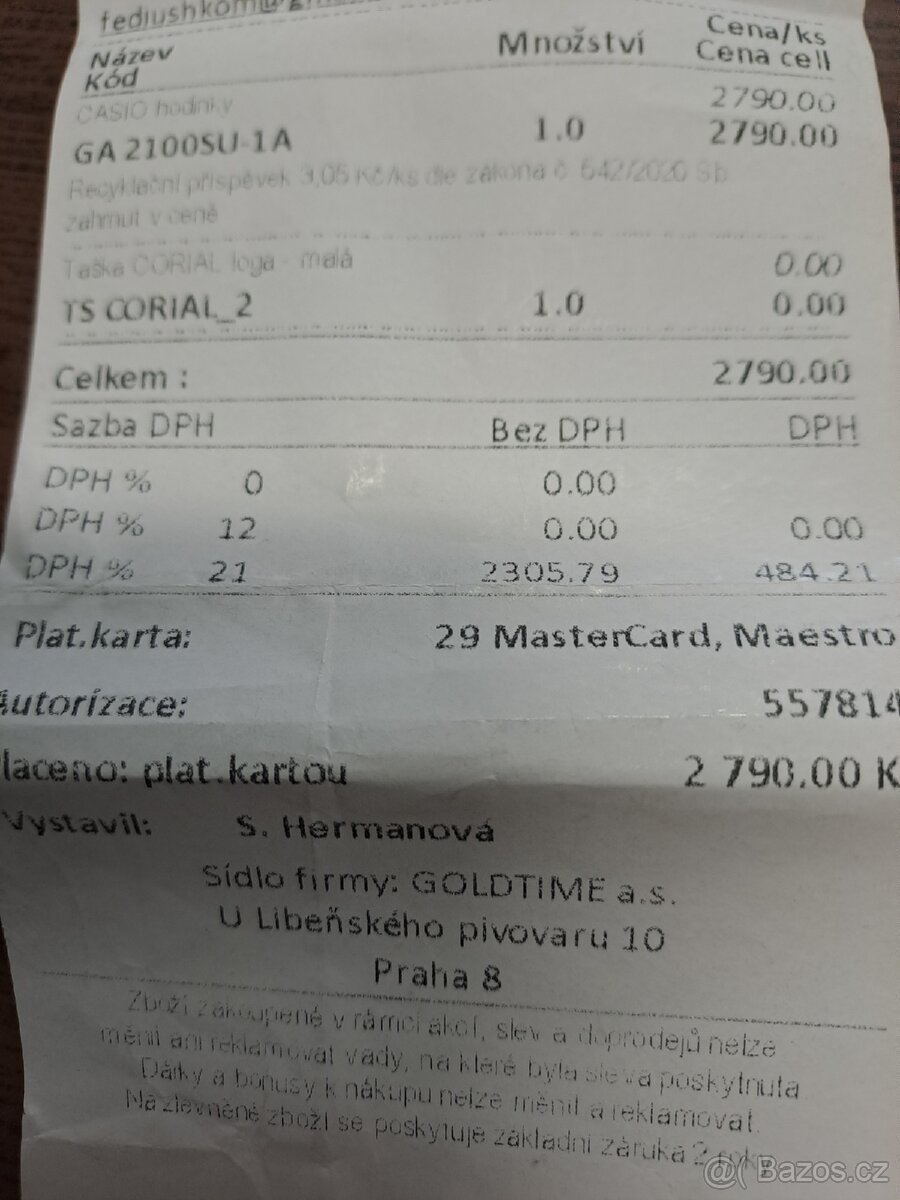 Název Množství Cena/ks
Kód Cena cell
CASIO hodinky 2790.00
GA 2100SU-1A 1.0 2790.00
Recyklační příspěvek 3,05 Kč/ks dle zákona č. 542/2020 Sb
zahrnut v ceně
Taška CORIAL loga - malá 0.00
TS CORIAL_2 1.0 0.00
Celkem : 2790.00
Sazba DPH Bez DPH DPH
DPH % 0 0.00
DPH % 12 0.00 0.00
DPH % 21 2305.79 484.21
Plat.karta: 29 MasterCard, Maestro
Autorizace: 557814
laceno: plat.kartou 2 790.00 K
Vystavil: S. Hermanová
Sídlo firmy: GOLDTIME a.s.
U Libeňského pivovaru 10
Praha 8
Zboží zakoupené v rámci akcí, slev a doprodejů nelze
měnit ani reklamovat vady, na které byla sleva poskytnuta
Dárky a bonusy k nákupu nelze měnit a reklamovat.
Na zlevněné zboží se poskytuje základní záruka 2 roky
@ Bazos.cz